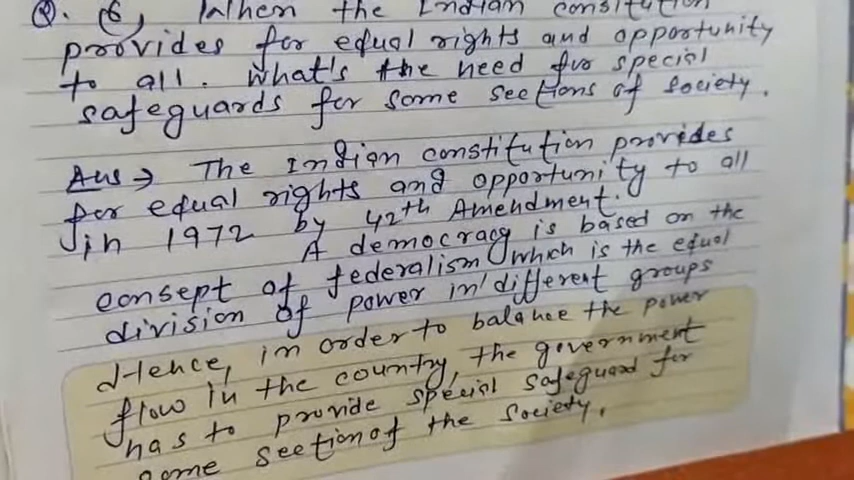 Q. 6, When the Indian constitution
provides for equal rights and opportunity
to all. What's the need for special
safeguards for some sections of society.
Ans → The Indian constitution provides
for equal rights and opportunity to all
in 1972 by 42th Amendment.
A democracy is based on the
consept of federalism which is the equal
division of power in different groups
Hence, in order to balance the power
flow in the country, the government
has to provide special safeguard for
some section of the society.